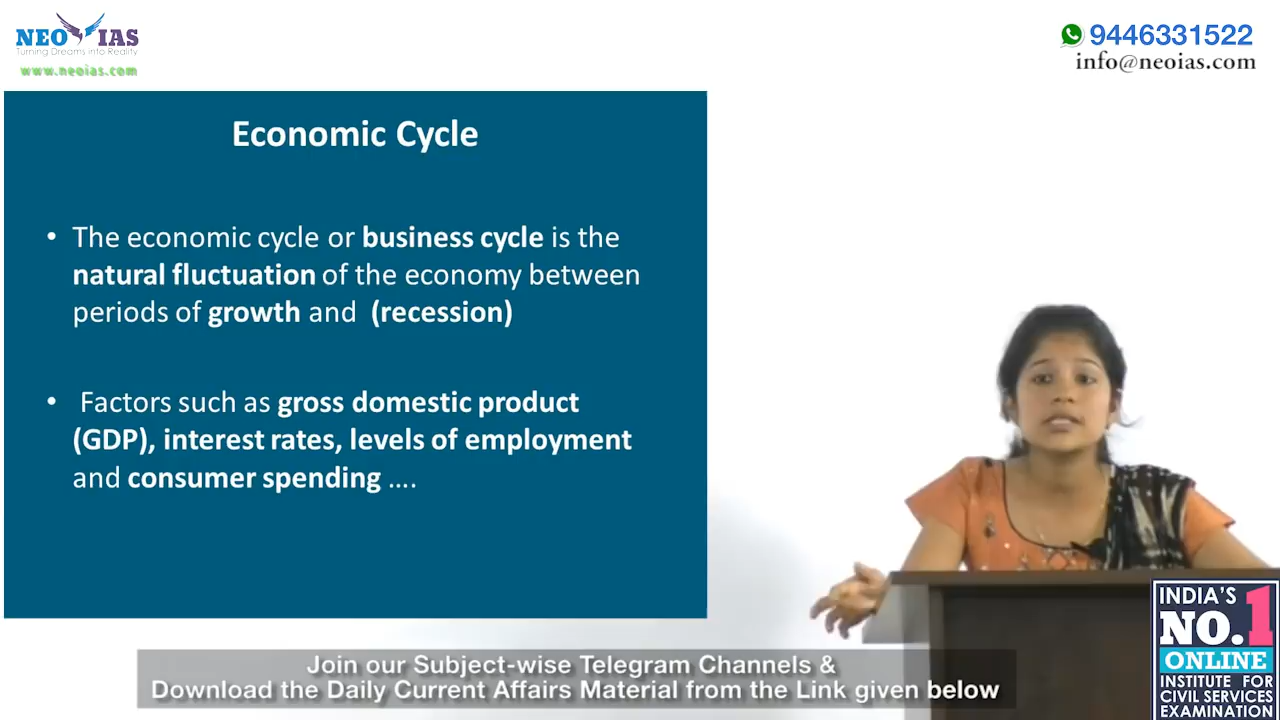 NEO IAS
Turning Dreams into Reality
www.neoias.com
9446331522
info@neoias.com
Economic Cycle
• The economic cycle or business cycle is the
natural fluctuation of the economy between
periods of growth and (recession)
• Factors such as gross domestic product
(GDP), interest rates, levels of employment
and consumer spending ....
INDIA'S
NO.1
ONLINE
INSTITUTE FOR
CIVIL SERVICES
EXAMINATION
Join our Subject-wise Telegram Channels &
Download the Daily Current Affairs Material from the Link given below